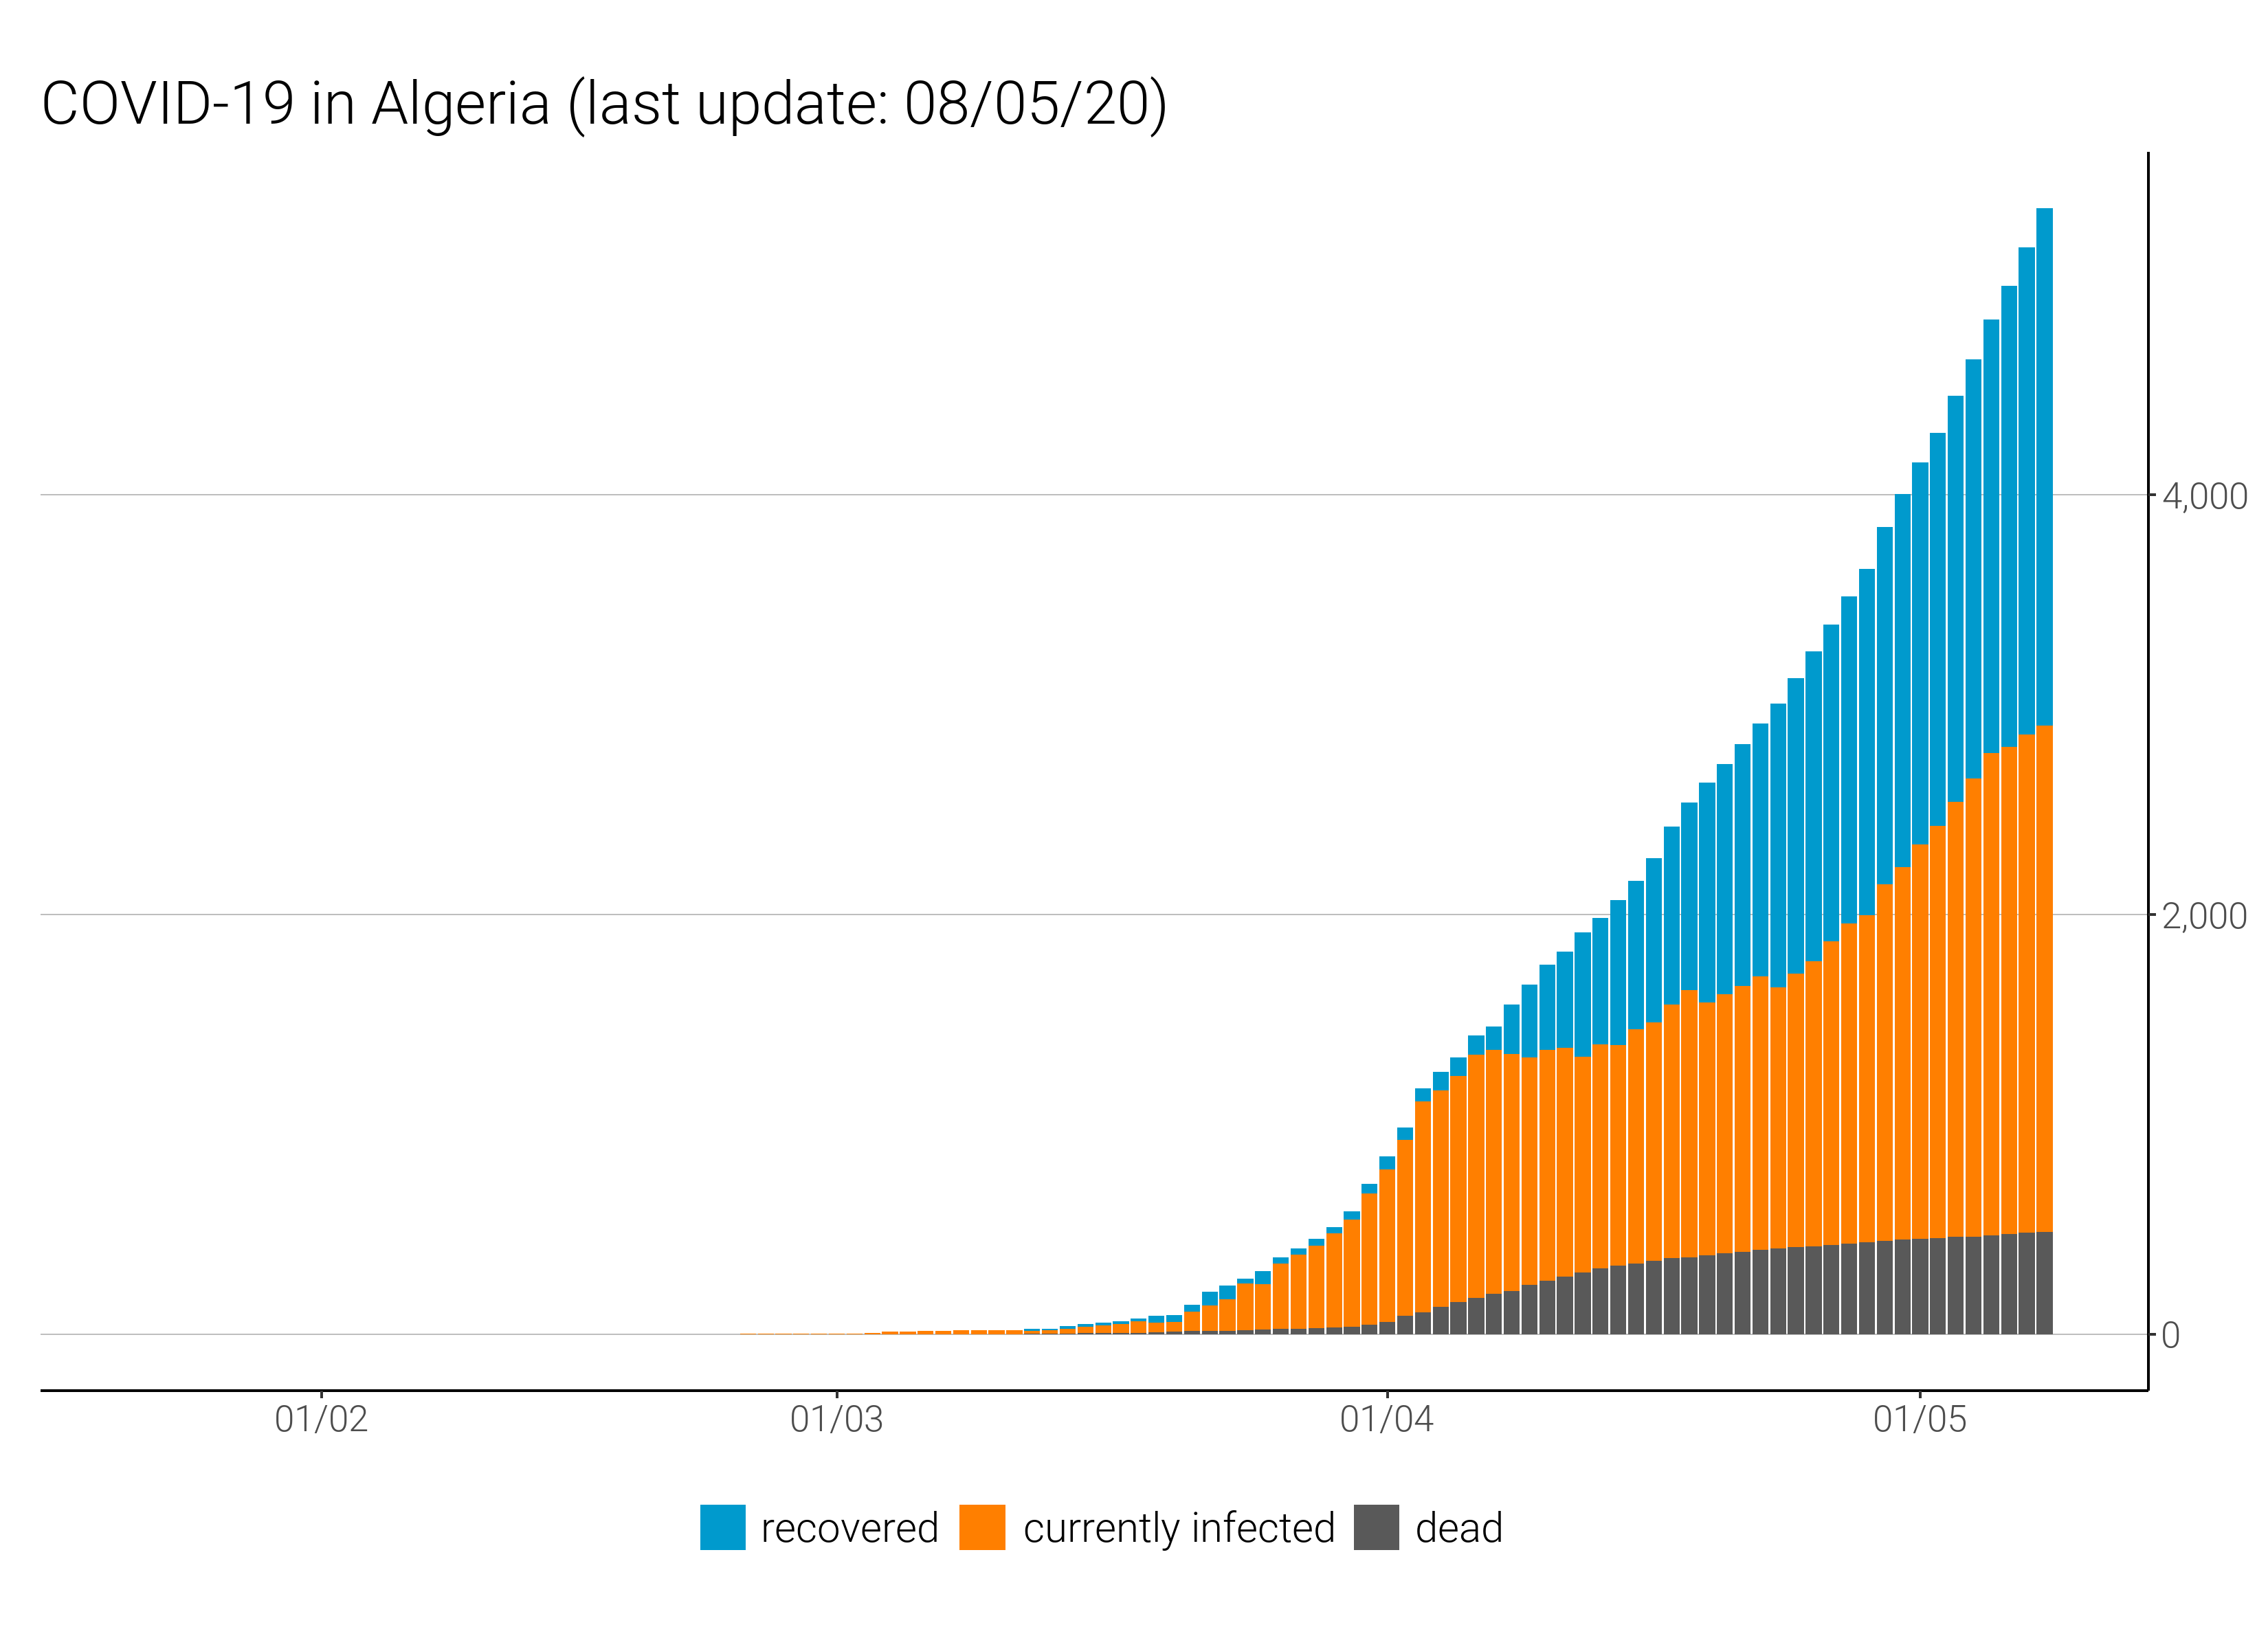 COVID-19 in Algeria (last update: 08/05/20)
4,000
2,000
0
01/02 01/03 01/04 01/05
recovered currently infected dead